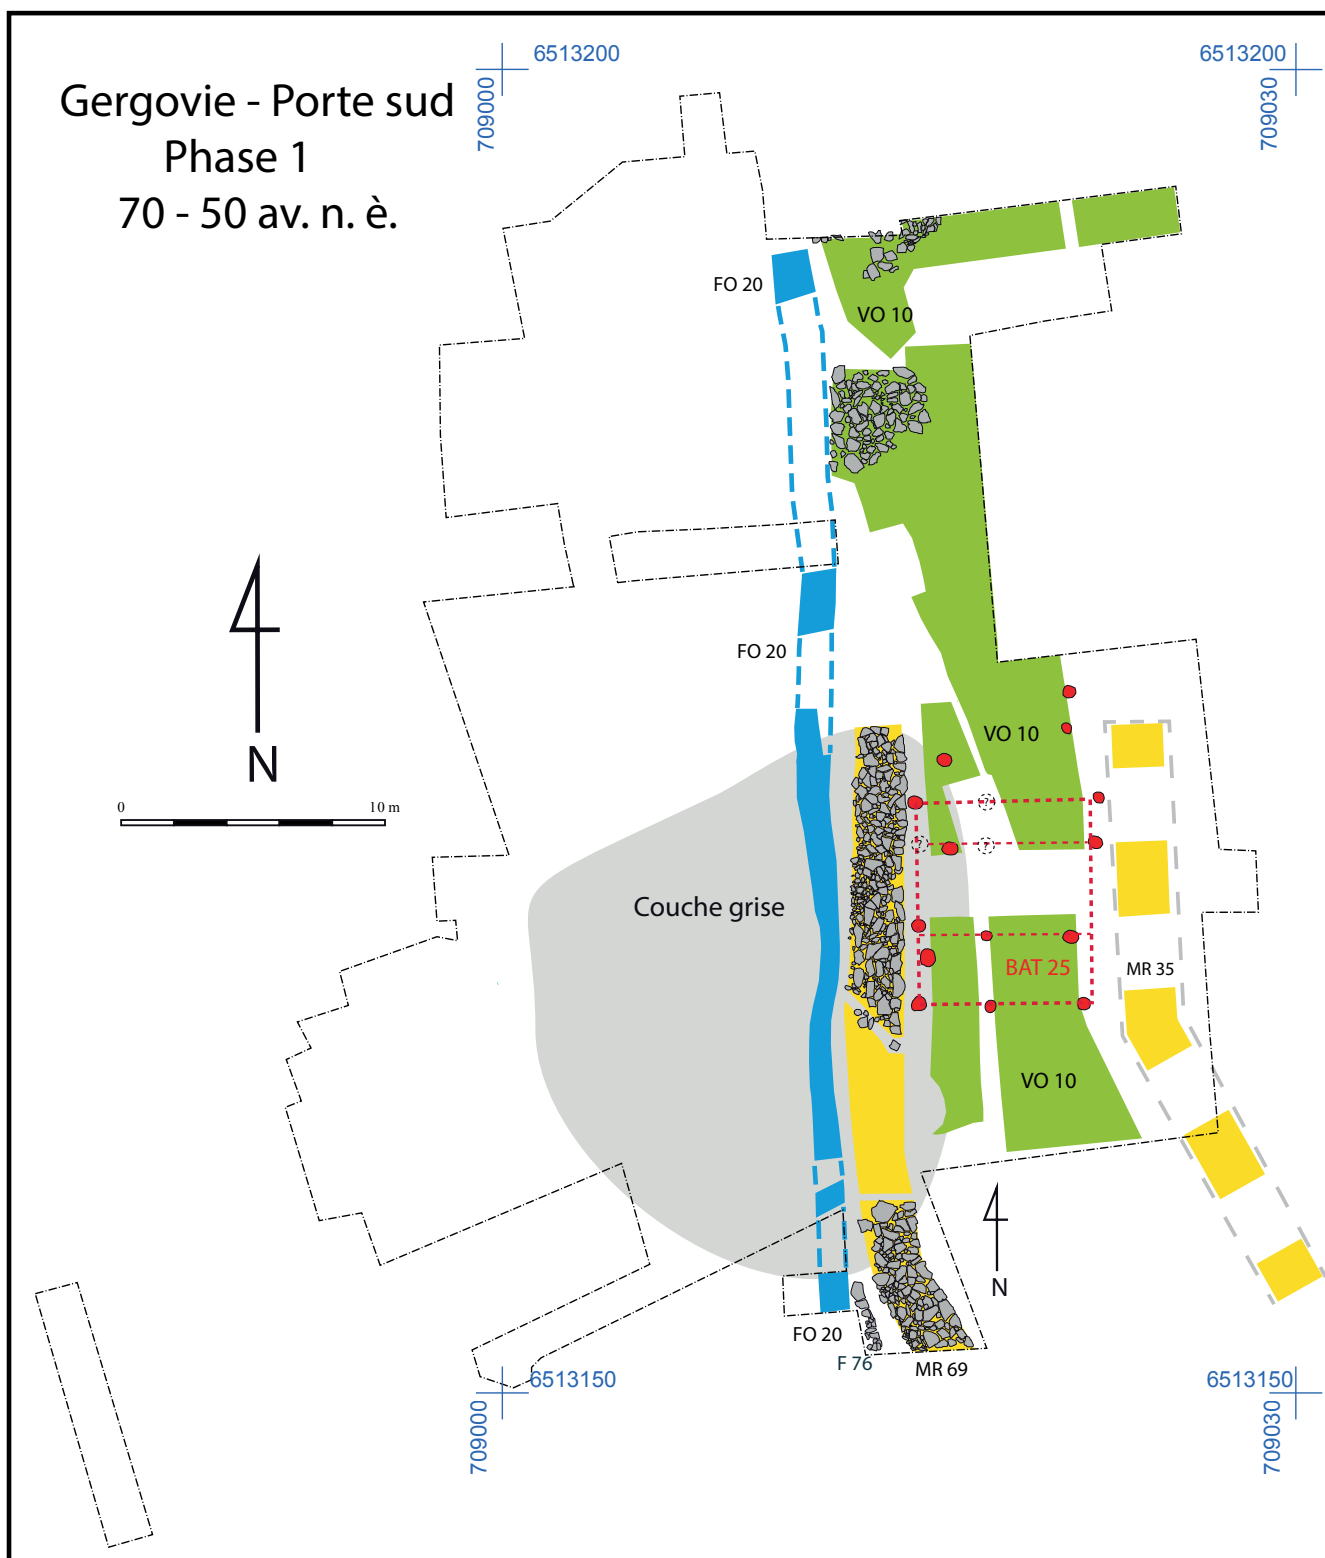 6513200
6513200
709000
709030
Gergovie - Porte sud
Phase 1
70 - 50 av. n. è.
FO 20
VO 10
FO 20
VO 10
N
0
10 m
?
?
?
Couche grise
BAT 25
MR 35
VO 10
N
FO 20
F 76
MR 69
6513150
6513150
709000
709030